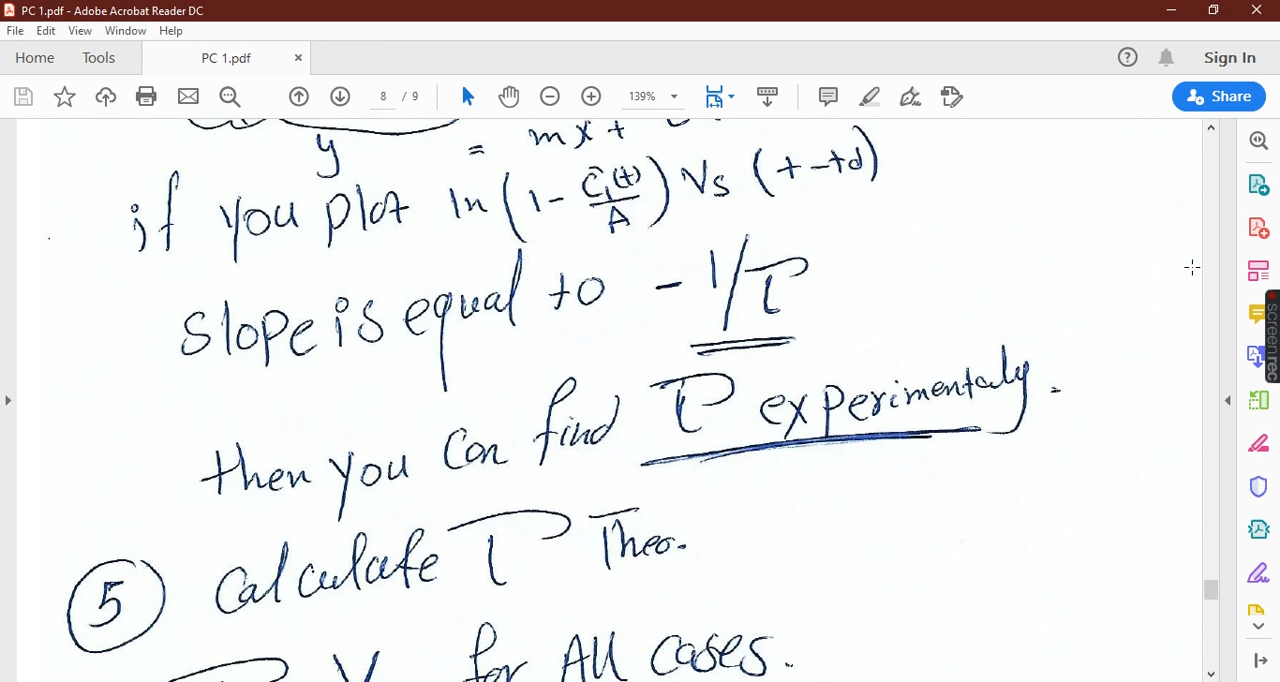 PC 1.pdf - Adobe Acrobat Reader DC
File Edit View Window Help
Home Tools PC 1.pdf × Sign In
8 / 9 139% Share
y = mx +
if you plot ln(1 - Ĉ₁(t)/A) Vs (t-td)
slope is equal to - 1/τ
then you can find τ experimentaly.
5 Calculate τ Theo.
V for All cases.
screenrec